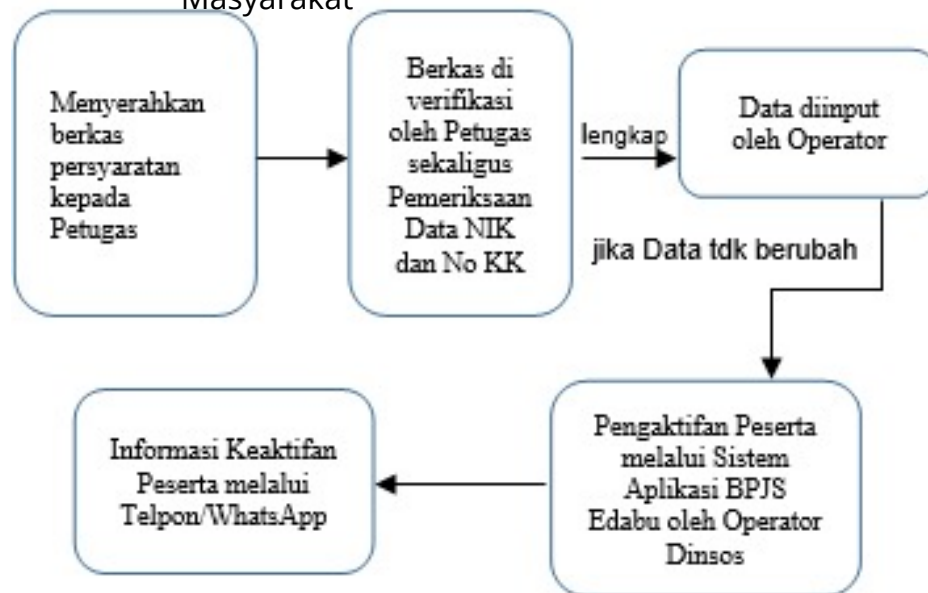 Masyarakat
Menyerahkan
berkas
persyaratan
kepada
Petugas
Berkas di
verifikasi
oleh Petugas
sekaligus
Pemeriksaan
Data NIK
dan No KK
lengkap
Data diinput
oleh Operator
jika Data tdk berubah
Pengaktifan Peserta
melalui Sistem
Aplikasi BPJS
Edabu oleh Operator
Dinsos
Informasi Keaktifan
Peserta melalui
Telpon/WhatsApp